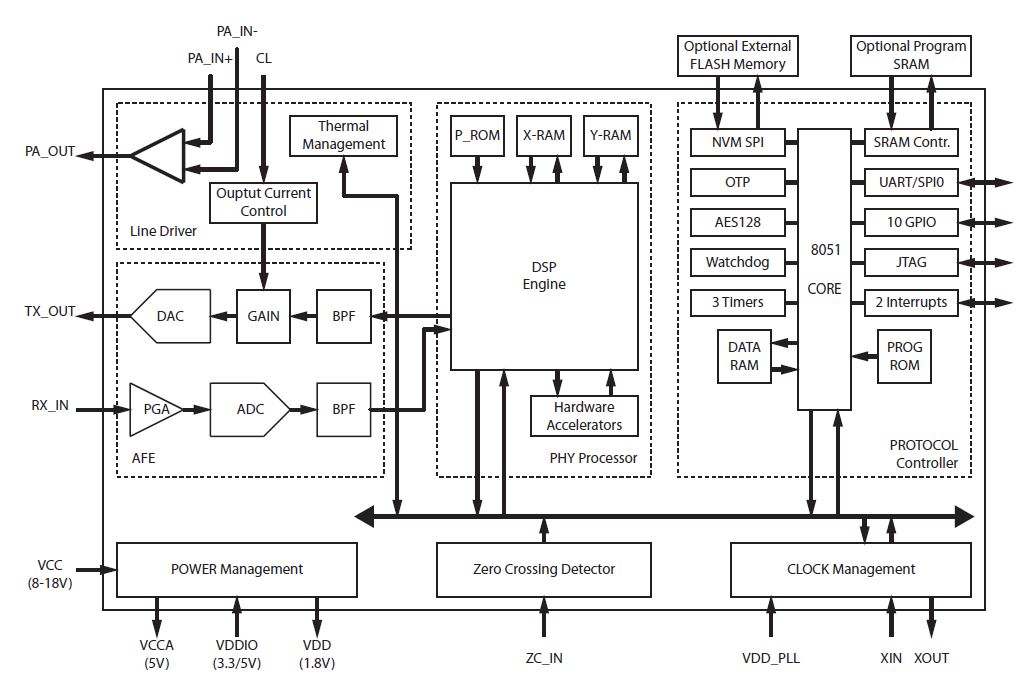 PA_IN-
PA_IN+
CL
Optional External
FLASH Memory
Optional Program
SRAM
PA_OUT
Thermal
Management
Ouptut Current
Control
Line Driver
P_ROM
X-RAM
Y-RAM
DSP
Engine
NVM SPI
OTP
AES128
Watchdog
3 Timers
DATA
RAM
8051
CORE
SRAM Contr.
UART/SPI0
10 GPIO
JTAG
2 Interrupts
PROG
ROM
TX_OUT
DAC
GAIN
BPF
RX_IN
PGA
ADC
BPF
AFE
Hardware
Accelerators
PHY Processor
PROTOCOL
Controller
VCC
(8-18V)
POWER Management
Zero Crossing Detector
CLOCK Management
VCCA
(5V)
VDDIO
(3.3/5V)
VDD
(1.8V)
ZC_IN
VDD_PLL
XIN
XOUT